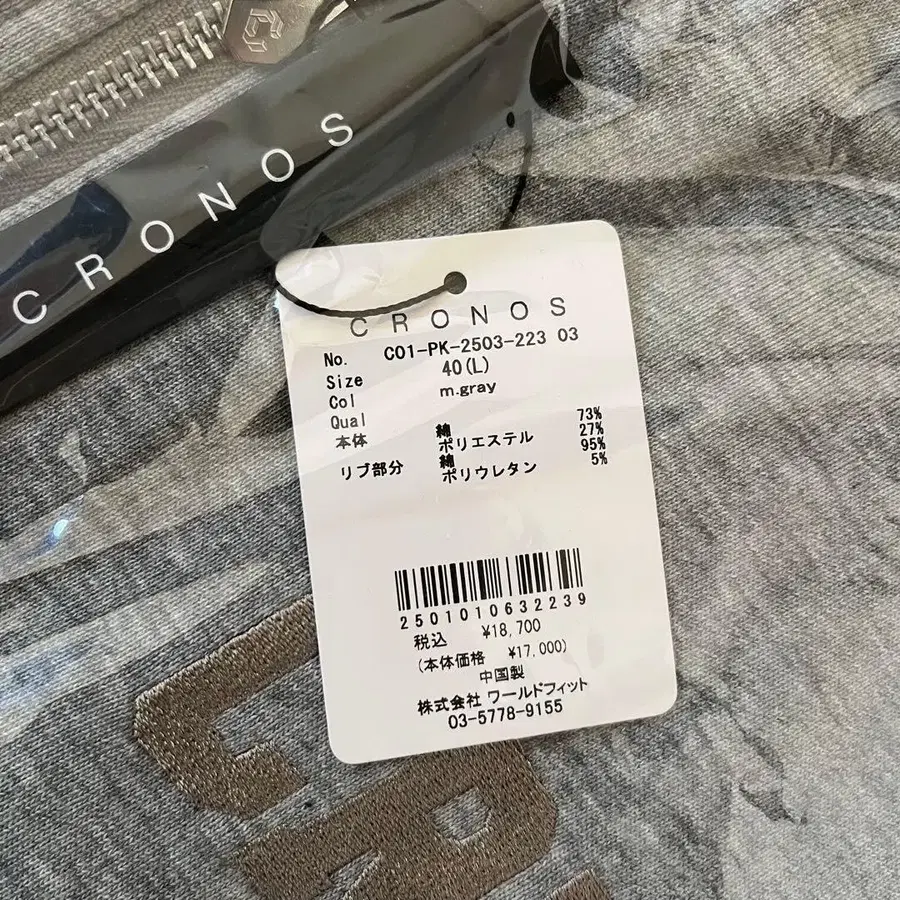 CRONOS
CRONOS
No. C01-PK-2503-223 03
Size 40(L)
Col m.gray
Qual
本体 綿 73%
ポリエステル 27%
リブ部分 綿 95%
ポリウレタン 5%
2501010632239
税込 ¥18,700
(本体価格 ¥17,000)
中国製
株式会社 ワールドフィット
03-5778-9155